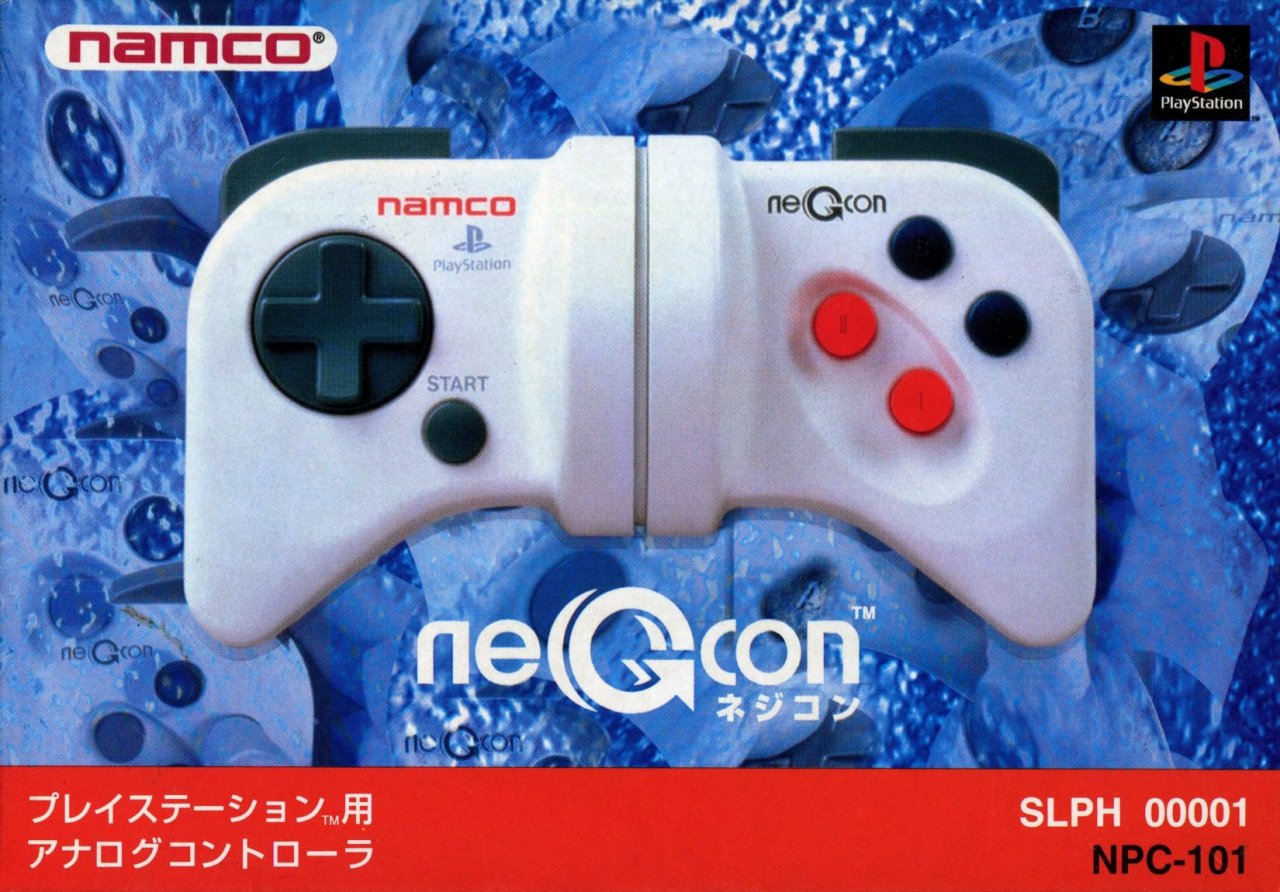 namco®
PlayStation™
B
namco
PlayStation
neGcon
B
START
II
I
neGcon
neGcon
A
neGcon
neGcon
neGcon™
ネジコン
プレイステーション™用
アナログコントローラ
SLPH 00001
NPC-101